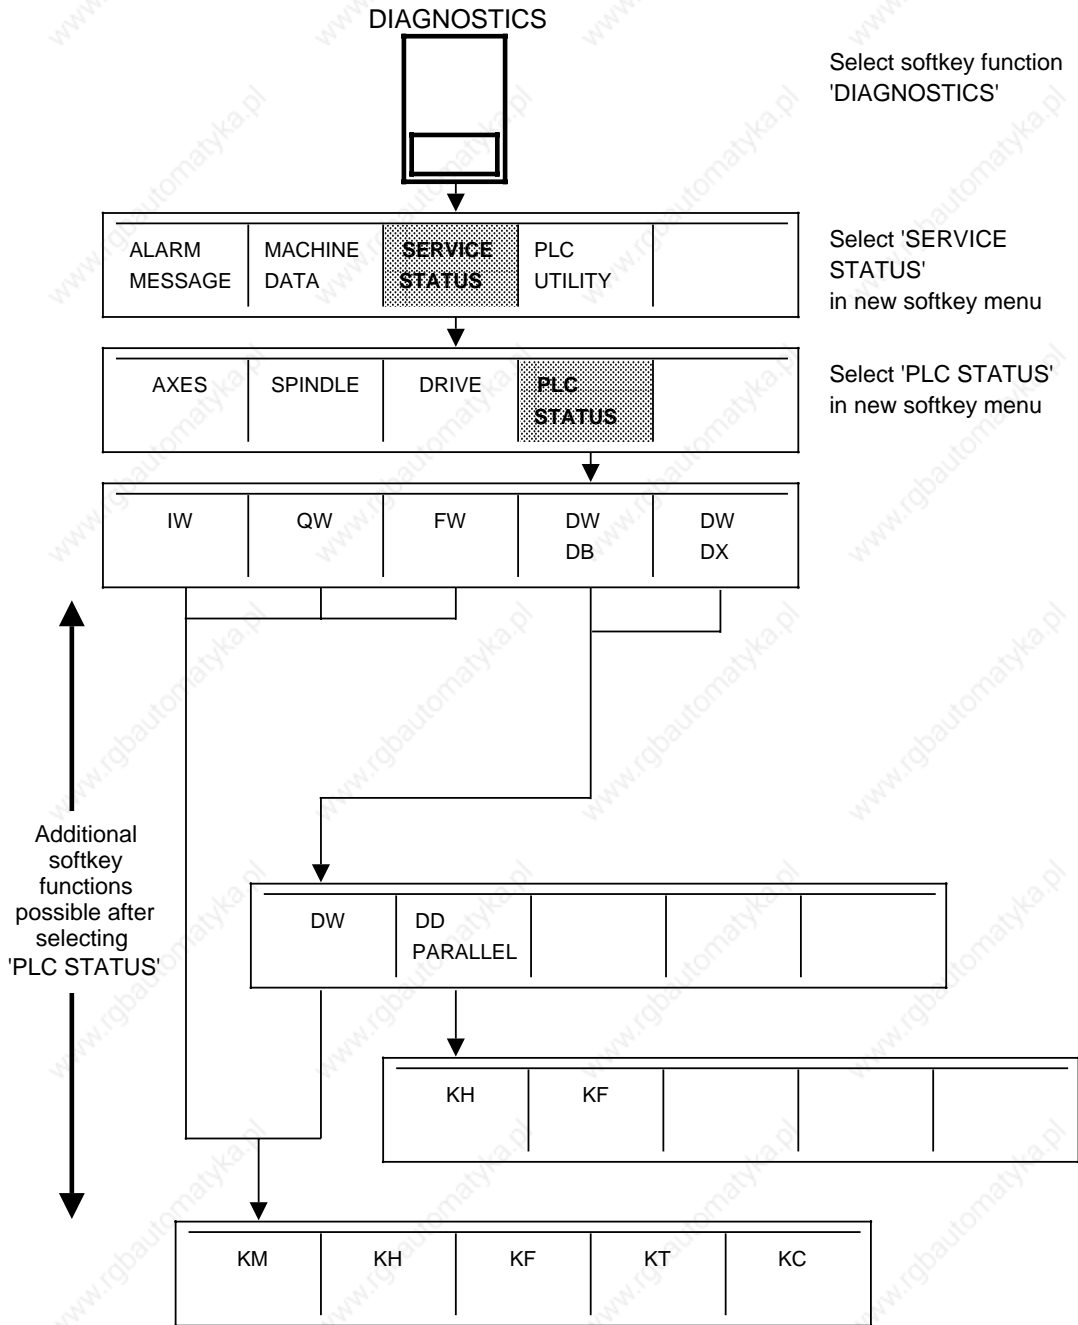 DIAGNOSTICS
Select softkey function
'DIAGNOSTICS'
ALARM
MESSAGE
MACHINE
DATA
SERVICE
STATUS
PLC
UTILITY
Select 'SERVICE
STATUS'
in new softkey menu
AXES
SPINDLE
DRIVE
PLC
STATUS
Select 'PLC STATUS'
in new softkey menu
IW
QW
FW
DW
DB
DW
DX
Additional
softkey
functions
possible after
selecting
'PLC STATUS'
DW
DD
PARALLEL
KH
KF
KM
KH
KF
KT
KC
www.rgbautomatyka.pl